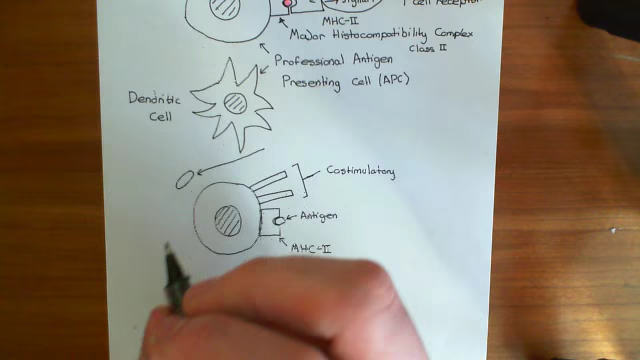 T Cell Receptor
MHC-II
Major Histocompatibility Complex
Class II
Professional Antigen
Presenting Cell (APC)
Dendritic
Cell
Costimulatory
Antigen
MHC-II